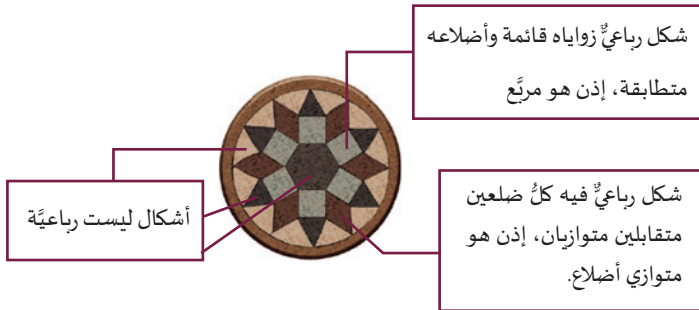 شكل رباعيٌّ زواياه قائمة وأضلاعه
متطابقة، إذن هو مربَّع
شكل رباعيٌّ فيه كلُّ ضلعين
متقابلين متوازيان، إذن هو
متوازي أضلاع.
أشكال ليست رباعيَّة